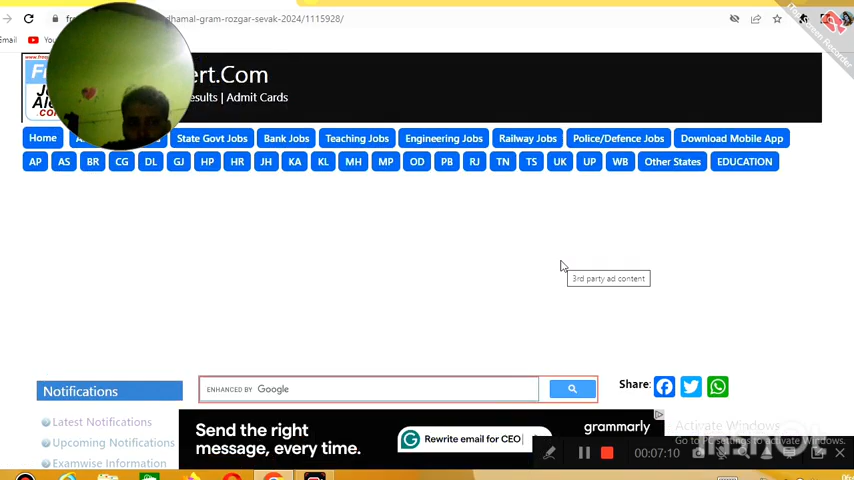 dhamal-gram-rozgar-sevak-2024/1115928/
mail
ert.Com
esults | Admit Cards
Home
State Govt Jobs
Bank Jobs
Teaching Jobs
Engineering Jobs
Railway Jobs
Police/Defence Jobs
Download Mobile App
AP AS BR CG DL GJ HP HR JH KA KL MH MP OD PB RJ TN TS UK UP WB Other States EDUCATION
3rd party ad content
Notifications
ENHANCED BY Google
Share:
Latest Notifications
Upcoming Notifications
Examwise Information
Send the right
message, every time.
Rewrite email for CEO
grammarly
Activate Windows
Go to PC settings to activate Windows.
00:07:10